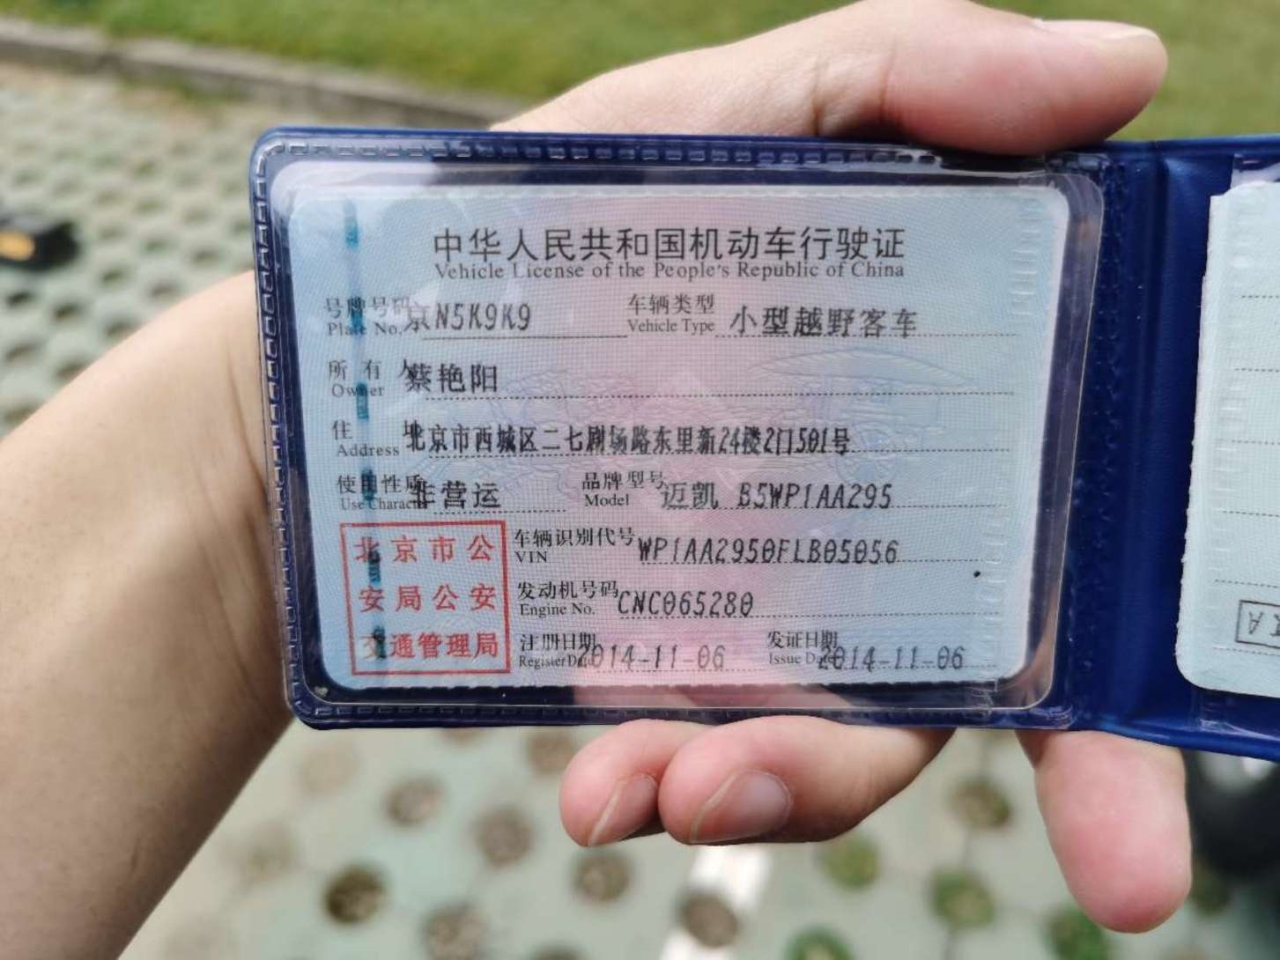 中华人民共和国机动车行驶证
Vehicle License of the People's Republic of China
号牌号码 京N5K9K9 车辆类型 小型越野客车
Plate No. Vehicle Type
所有人 蔡艳阳
Owner
住址 北京市西城区二七剧场路东里新24楼2门501号
Address
使用性质 非营运 品牌型号 迈凯 B5WP1AA295
Use Character Model
北京市公安局公安交通管理局
车辆识别代号 WP1AA2950FLB05056
VIN
发动机号码 CNC065280
Engine No.
注册日期 2014-11-06 发证日期 2014-11-06
Register Date Issue Date